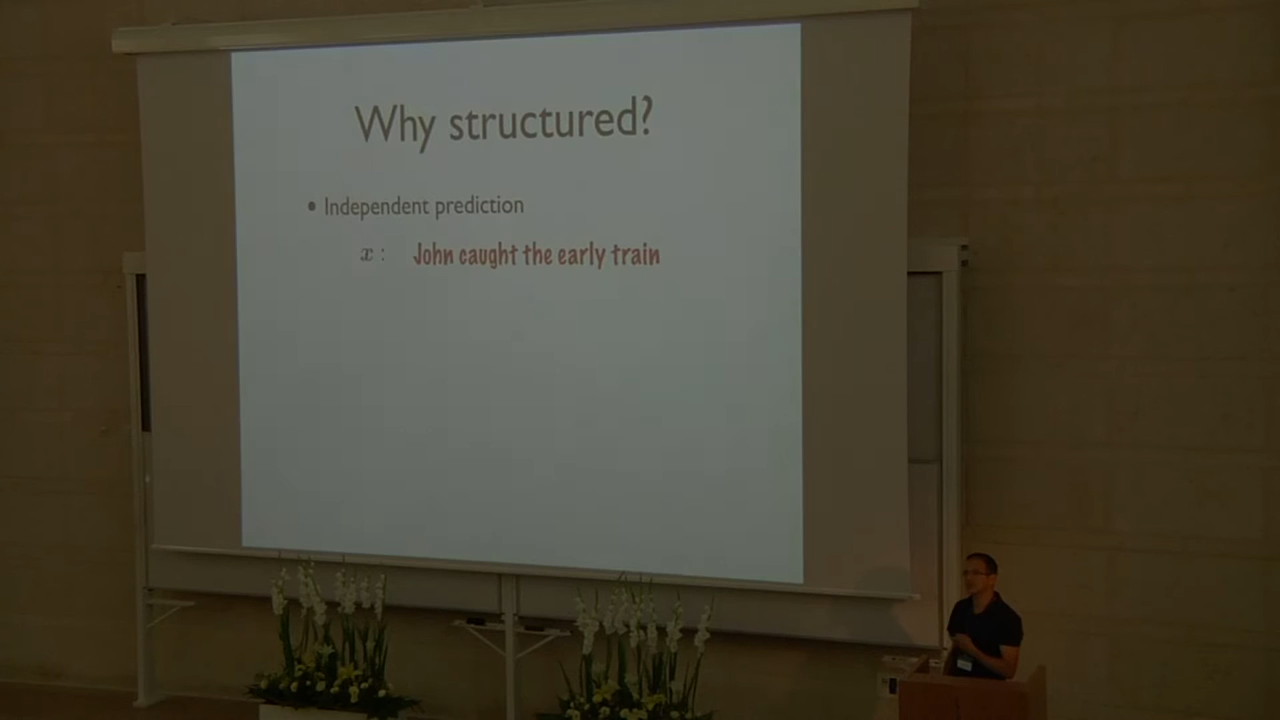 Why structured?
• Independent prediction
x : John caught the early train